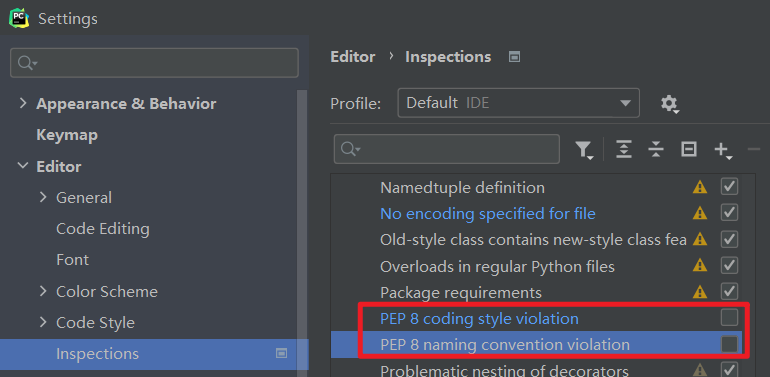 PC Settings
Appearance & Behavior
Keymap
Editor
General
Code Editing
Font
Color Scheme
Code Style
Inspections
Editor › Inspections
Profile: Default IDE
Namedtuple definition
No encoding specified for file
Old-style class contains new-style class fea
Overloads in regular Python files
Package requirements
PEP 8 coding style violation
PEP 8 naming convention violation
Problematic nesting of decorators